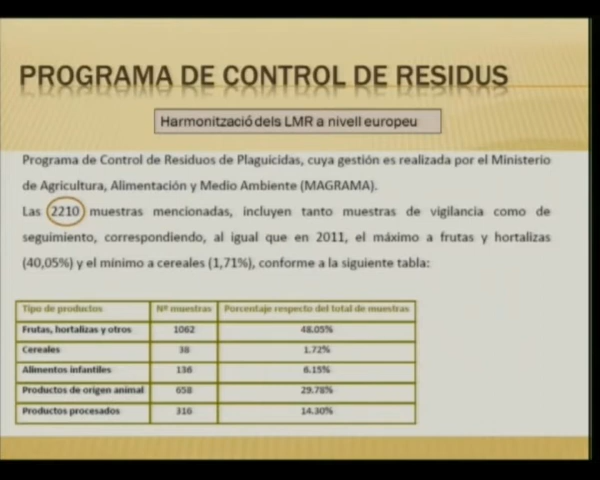 PROGRAMA DE CONTROL DE RESIDUS
Harmonització dels LMR a nivell europeu
Programa de Control de Residuos de Plaguicidas, cuya gestión es realizada por el Ministerio
de Agricultura, Alimentación y Medio Ambiente (MAGRAMA).
Las 2210 muestras mencionadas, incluyen tanto muestras de vigilancia como de
seguimiento, correspondiendo, al igual que en 2011, el máximo a frutas y hortalizas
(40,05%) y el mínimo a cereales (1,71%), conforme a la siguiente tabla:
Tipo de productos Nº muestras Porcentaje respecto del total de muestras
Frutas, hortalizas y otros 1062 48.05%
Cereales 38 1.72%
Alimentos infantiles 136 6.15%
Productos de origen animal 658 29.78%
Productos procesados 316 14.30%